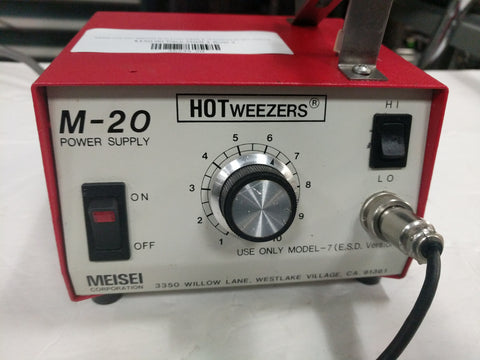 HOTWEEZERS®
M-20
POWER SUPPLY
HI
LO
ON
OFF
1
2
3
4
5
6
7
8
9
10
USE ONLY MODEL-7 (E.S.D. Versio
MEISEI
CORPORATION
3350 WILLOW LANE, WESTLAKE VILLAGE, CA. 91361